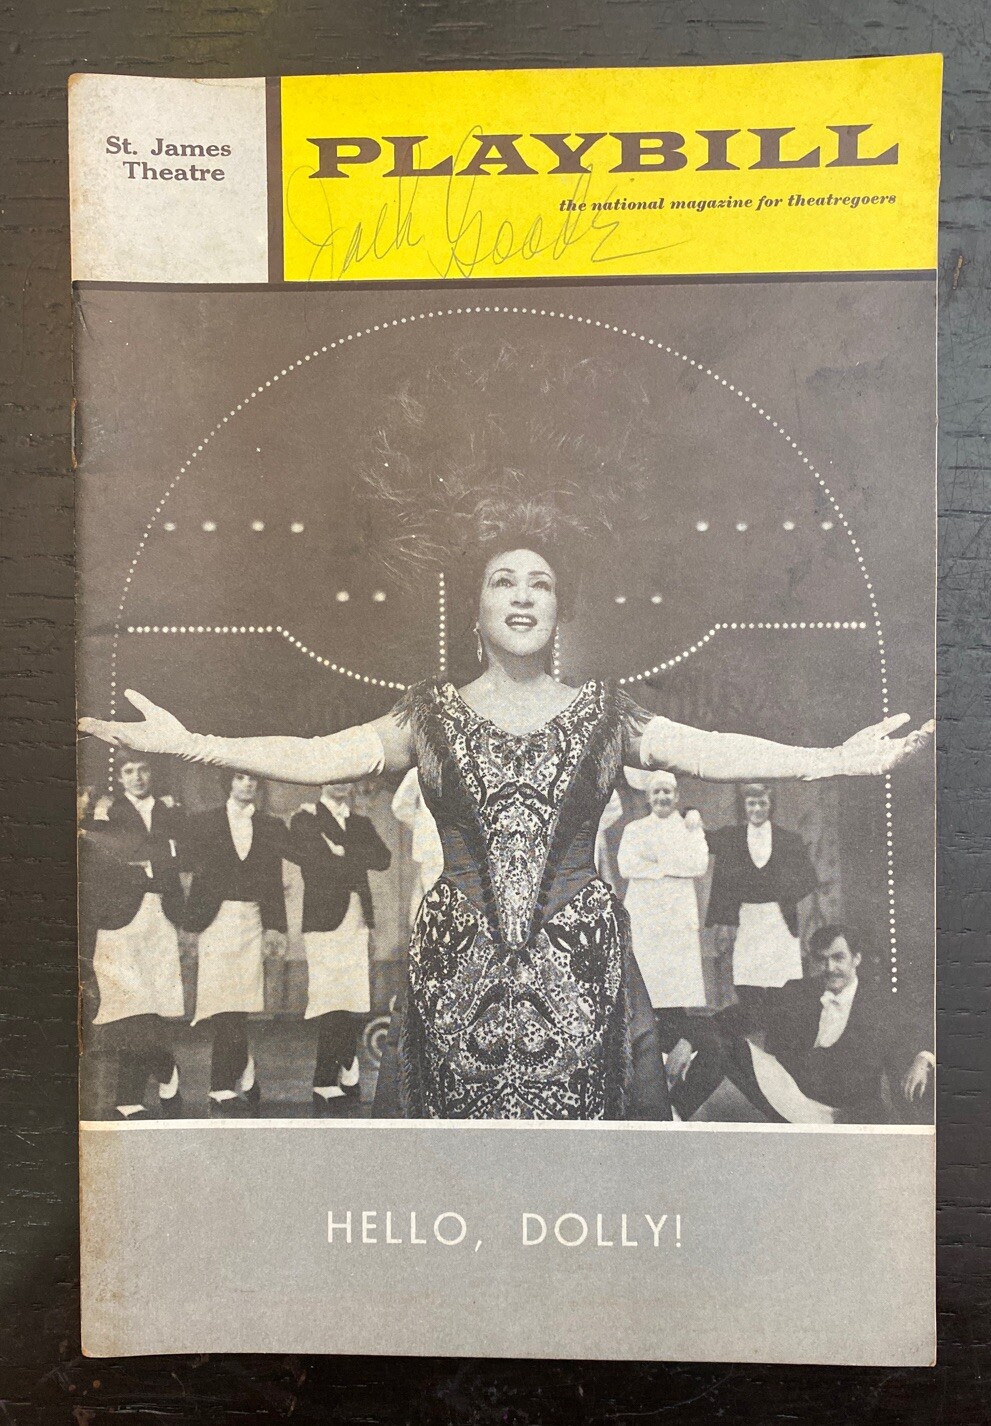 St. James
Theatre
PLAYBILL
the national magazine for theatregoers
Jack Goode
HELLO, DOLLY!